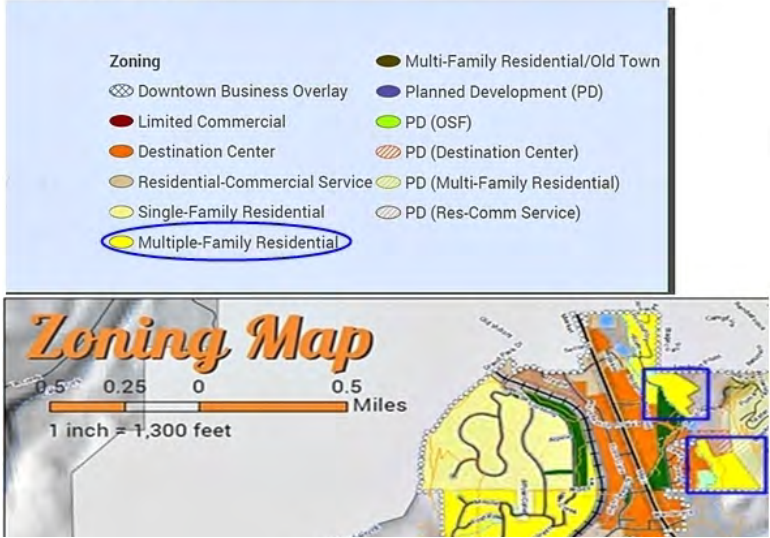 Zoning
Downtown Business Overlay
Limited Commercial
Destination Center
Residential-Commercial Service
Single-Family Residential
Multiple-Family Residential
Multi-Family Residential/Old Town
Planned Development (PD)
PD (OSF)
PD (Destination Center)
PD (Multi-Family Residential)
PD (Res-Comm Service)
Zoning Map
0.5 0.25 0 0.5
Miles
1 inch = 1,300 feet